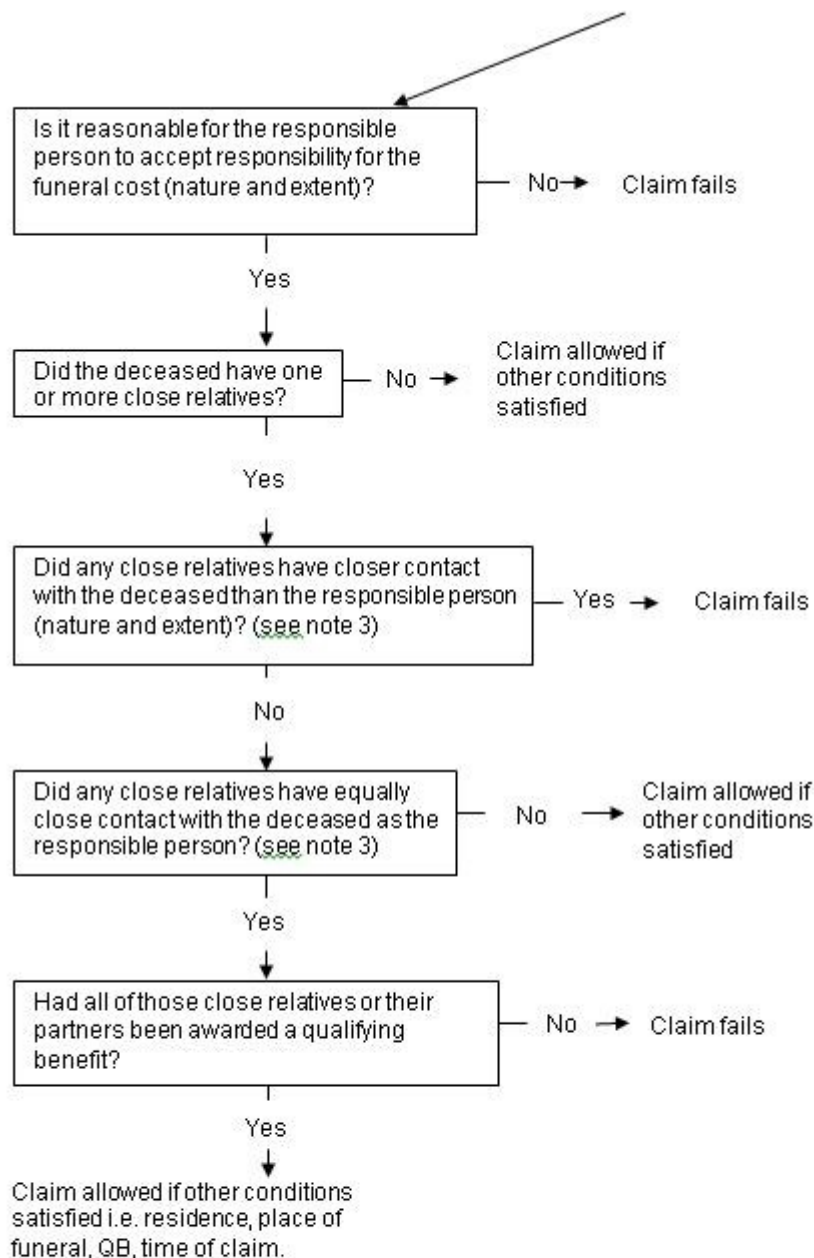 Is it reasonable for the responsible
person to accept responsibility for the
funeral cost (nature and extent)?
No
Claim fails
Yes
Did the deceased have one
or more close relatives?
No
Claim allowed if
other conditions
satisfied
Yes
Did any close relatives have closer contact
with the deceased than the responsible person
(nature and extent)? (see note 3)
Yes
Claim fails
No
Did any close relatives have equally
close contact with the deceased as the
responsible person? (see note 3)
No
Claim allowed if
other conditions
satisfied
Yes
Had all of those close relatives or their
partners been awarded a qualifying
benefit?
No
Claim fails
Yes
Claim allowed if other conditions
satisfied i.e. residence, place of
funeral, QB, time of claim.